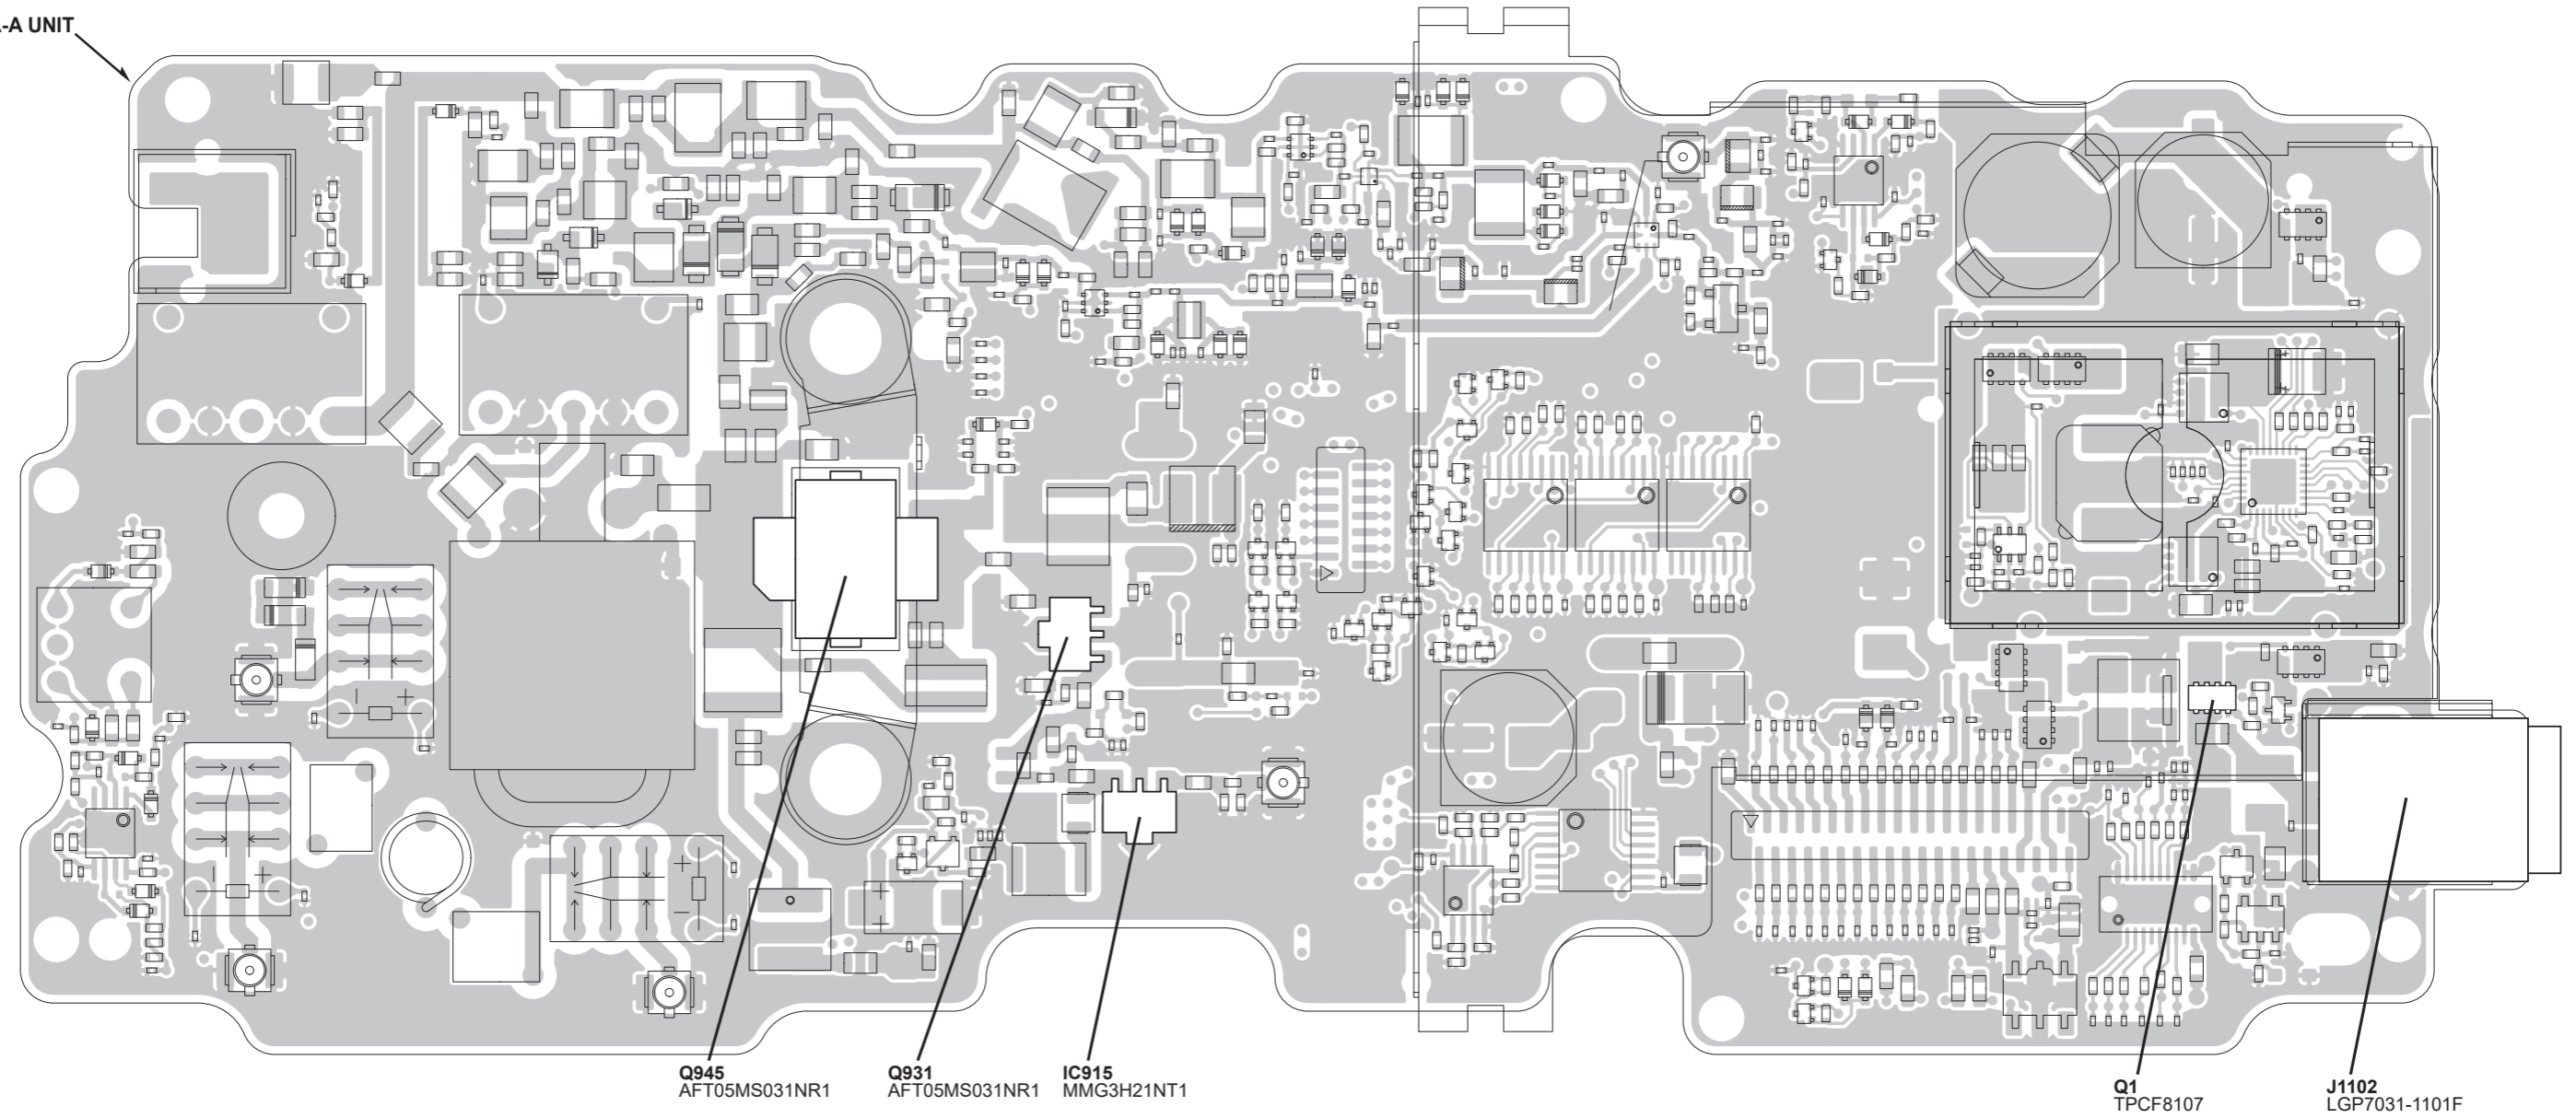 -A UNIT
Q945
AFT05MS031NR1
Q931
AFT05MS031NR1
IC915
MMG3H21NT1
Q1
TPCF8107
J1102
LGP7031-1101F